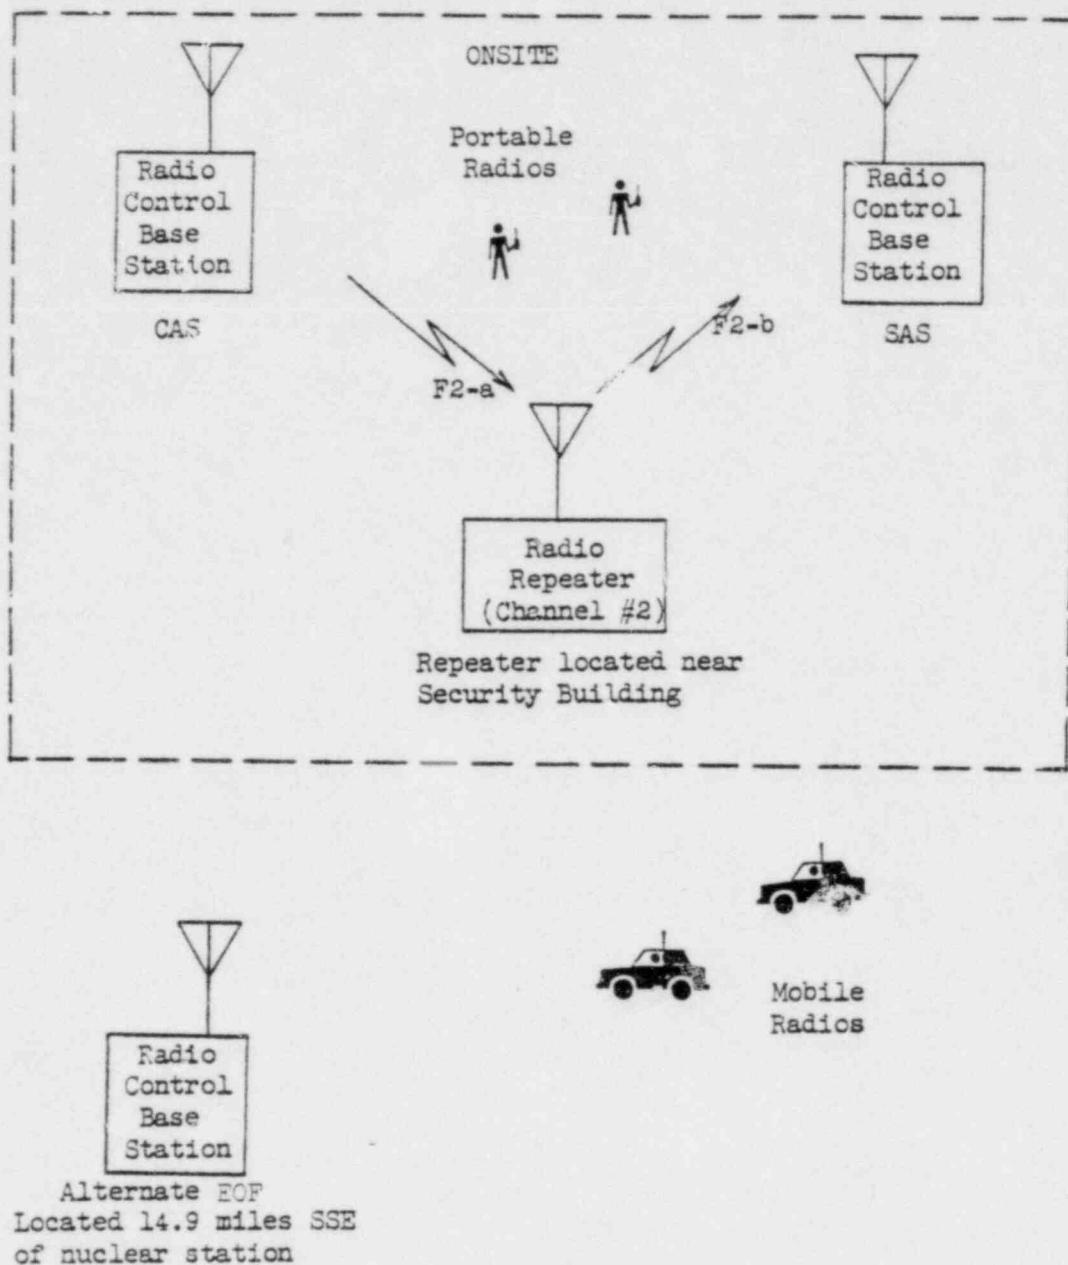 ONSITE
Portable
Radios
Radio
Control
Base
Station
CAS
Radio
Control
Base
Station
SAS
F2-a
F2-b
Radio
Repeater
(Channel #2)
Repeater located near
Security Building
Mobile
Radios
Radio
Control
Base
Station
Alternate EOF
Located 14.9 miles SSE
of nuclear station